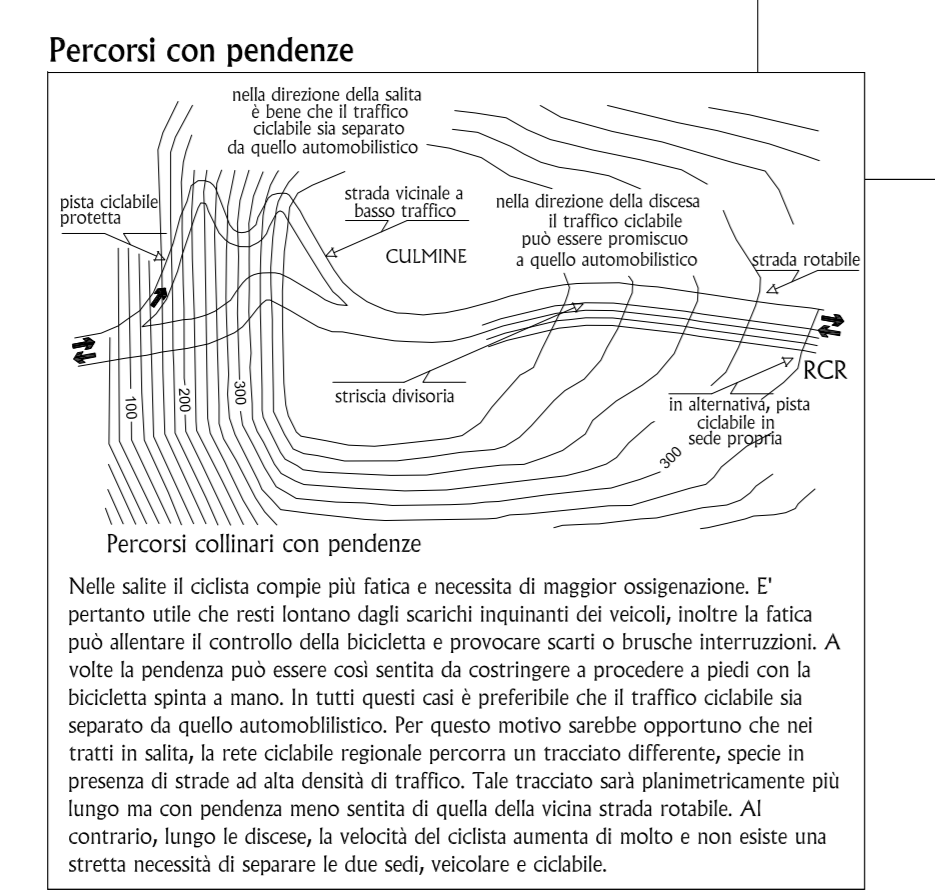 Percorsi con pendenze
nella direzione della salita
è bene che il traffico
ciclabile sia separato
da quello automobilistico
pista ciclabile
protetta
strada vicinale a
basso traffico
CULMINE
nella direzione della discesa
il traffico ciclabile
può essere promiscuo
a quello automobilistico
strada rotabile
striscia divisoria
RCR
in alternativa, pista
ciclabile in
sede propria
100
200
300
300
Percorsi collinari con pendenze
Nelle salite il ciclista compie più fatica e necessita di maggior ossigenazione. E'
pertanto utile che resti lontano dagli scarichi inquinanti dei veicoli, inoltre la fatica
può allentare il controllo della bicicletta e provocare scarti o brusche interruzzioni. A
volte la pendenza può essere così sentita da costringere a procedere a piedi con la
bicicletta spinta a mano. In tutti questi casi è preferibile che il traffico ciclabile sia
separato da quello automoblilistico. Per questo motivo sarebbe opportuno che nei
tratti in salita, la rete ciclabile regionale percorra un tracciato differente, specie in
presenza di strade ad alta densità di traffico. Tale tracciato sarà planimetricamente più
lungo ma con pendenza meno sentita di quella della vicina strada rotabile. Al
contrario, lungo le discese, la velocità del ciclista aumenta di molto e non esiste una
stretta necessità di separare le due sedi, veicolare e ciclabile.